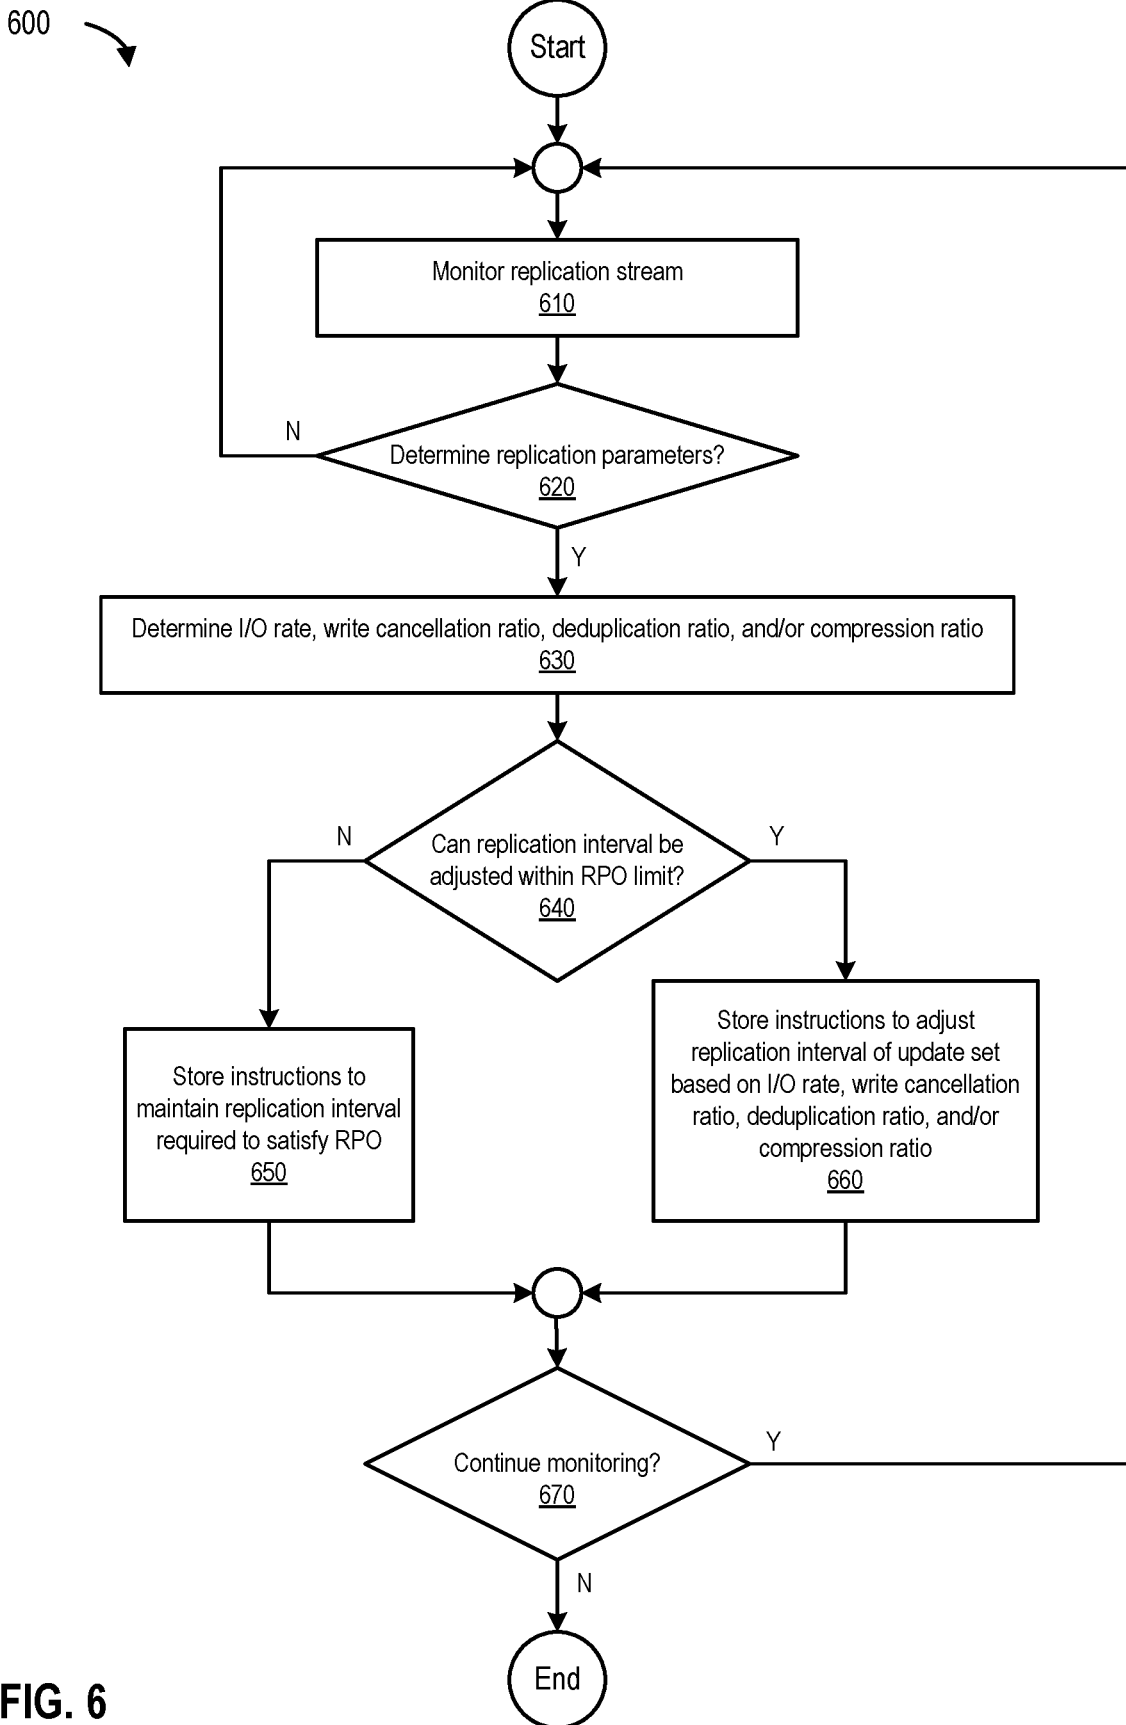 600
Start
Monitor replication stream
610
N
Determine replication parameters?
620
Y
Determine I/O rate, write cancellation ratio, deduplication ratio, and/or compression ratio
630
N
Y
Can replication interval be
adjusted within RPO limit?
640
Store instructions to
maintain replication interval
required to satisfy RPO
650
Store instructions to adjust
replication interval of update set
based on I/O rate, write cancellation
ratio, deduplication ratio, and/or
compression ratio
660
Y
Continue monitoring?
670
N
End
FIG. 6